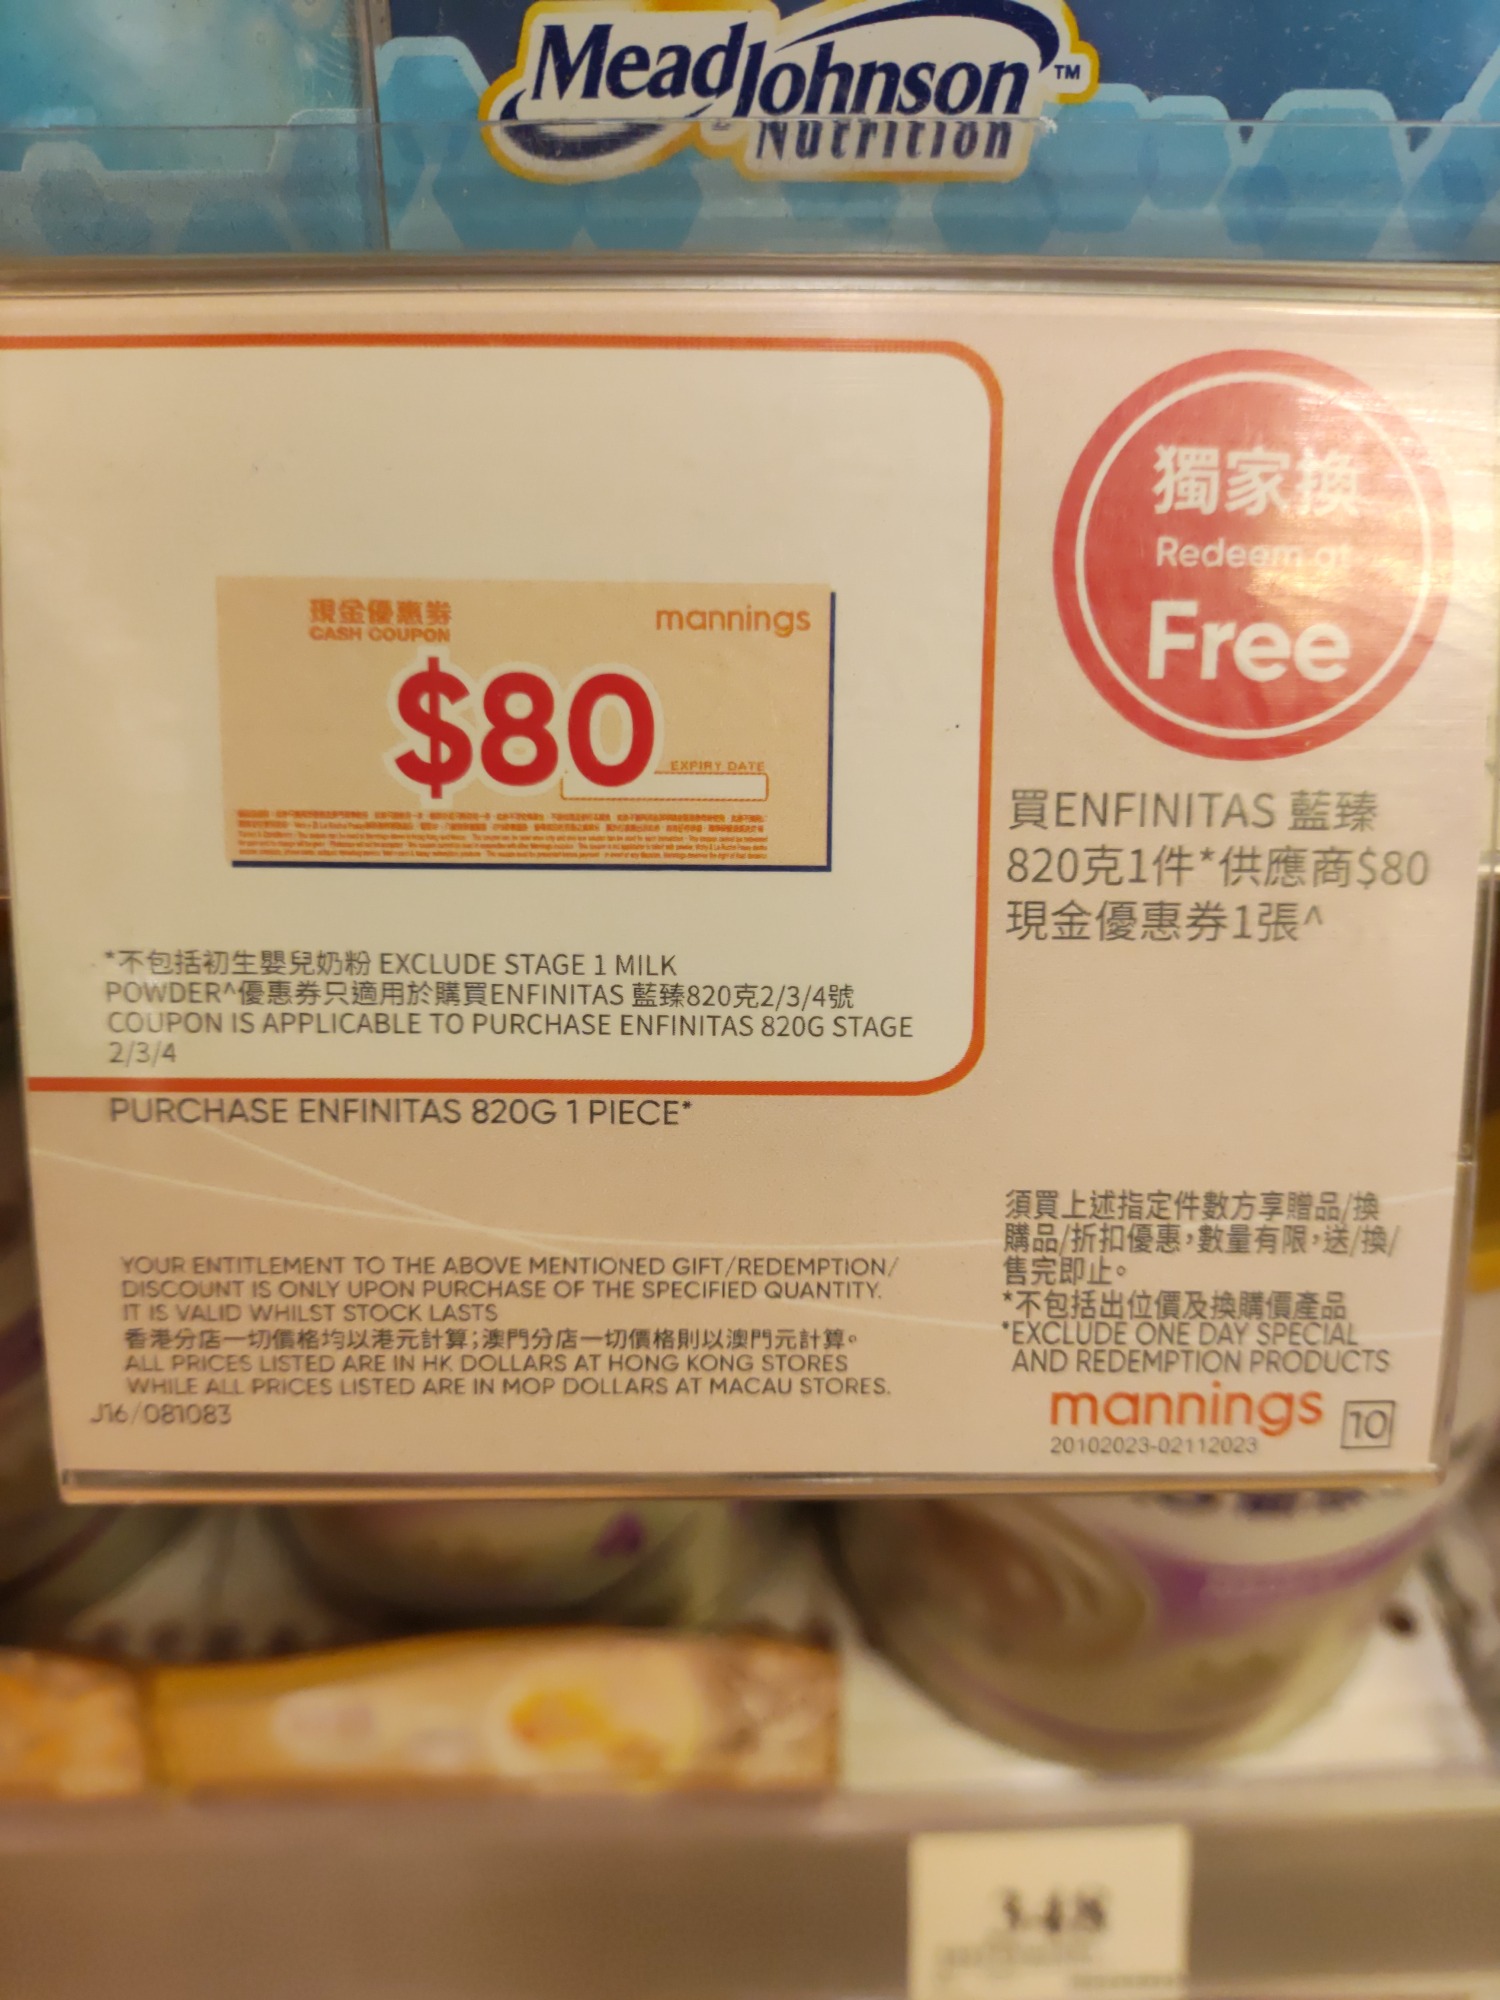 MeadJohnson™
Nutrition
獨家換
Redeem at
Free
現金優惠券
CASH COUPON
mannings
$80
EXPIRY DATE
買ENFINITAS 藍臻
820克1件*供應商$80
現金優惠券1張^
*不包括初生嬰兒奶粉 EXCLUDE STAGE 1 MILK
POWDER^優惠券只適用於購買ENFINITAS 藍臻820克2/3/4號
COUPON IS APPLICABLE TO PURCHASE ENFINITAS 820G STAGE
2/3/4
PURCHASE ENFINITAS 820G 1 PIECE*
YOUR ENTITLEMENT TO THE ABOVE MENTIONED GIFT/REDEMPTION/
DISCOUNT IS ONLY UPON PURCHASE OF THE SPECIFIED QUANTITY.
IT IS VALID WHILST STOCK LASTS
香港分店一切價格均以港元計算;澳門分店一切價格則以澳門元計算。
ALL PRICES LISTED ARE IN HK DOLLARS AT HONG KONG STORES
WHILE ALL PRICES LISTED ARE IN MOP DOLLARS AT MACAU STORES.
J16/081083
須買上述指定件數方享贈品/換
購品/折扣優惠,數量有限,送/換/
售完即止。
*不包括出位價及換購價產品
*EXCLUDE ONE DAY SPECIAL
AND REDEMPTION PRODUCTS
mannings 10
20102023-02112023